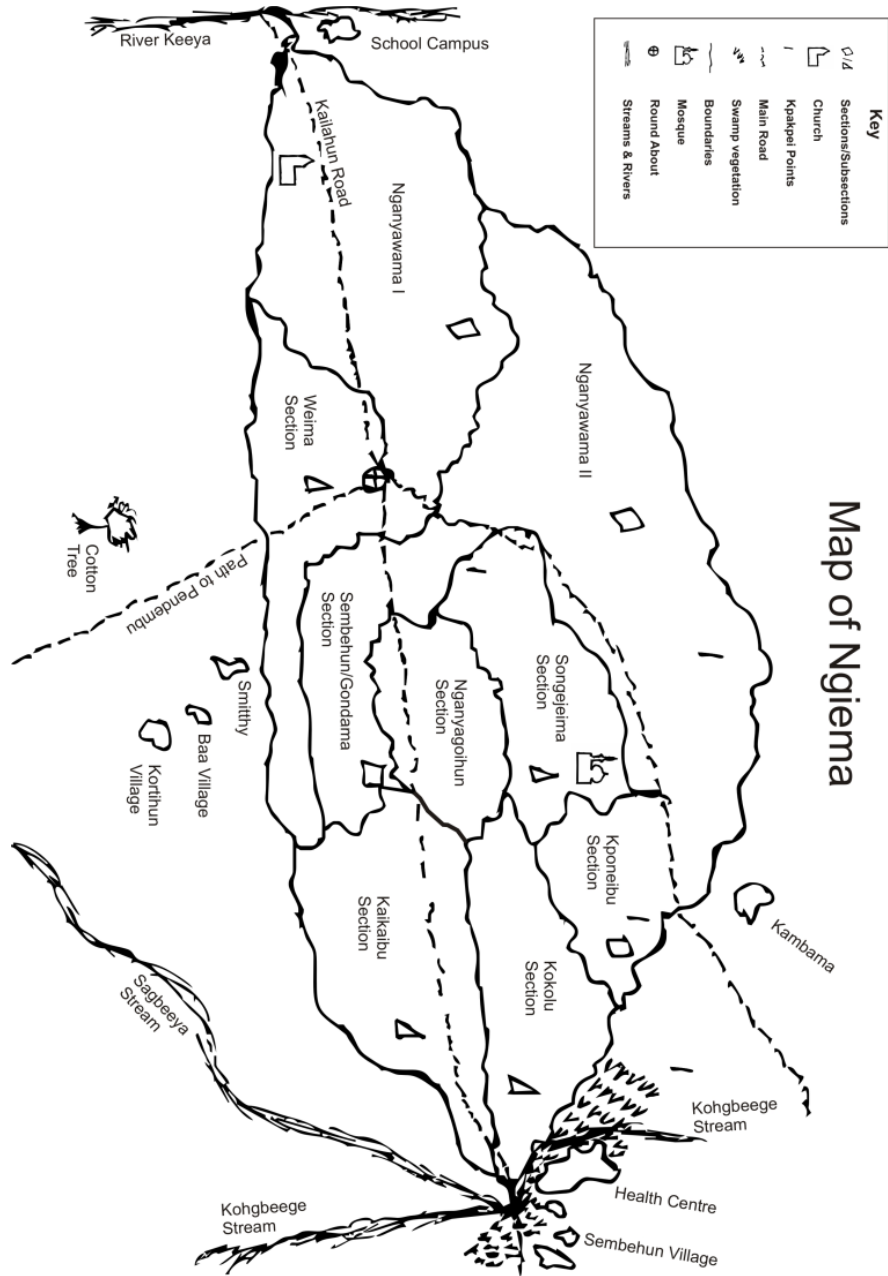 Map of Ngiema
Key
Sections/Subsections
Church
Kpakpei Points
Main Road
Swamp vegetation
Boundaries
Mosque
Round About
Streams & Rivers
River Keeya
School Campus
Kailahun Road
Nganyawama I
Nganyawama II
Weima
Section
Cotton
Tree
Path to Pendembu
Sembehun/Gondama
Section
Nganyagoihun
Section
Songejeima
Section
Smitthy
Baa Village
Kortihun
Village
Kponeibu
Section
Kambama
Kaikaibu
Section
Kokolu
Section
Sagbeeya
Stream
Kohgbeege
Stream
Health Centre
Kohgbeege
Stream
Sembehun Village